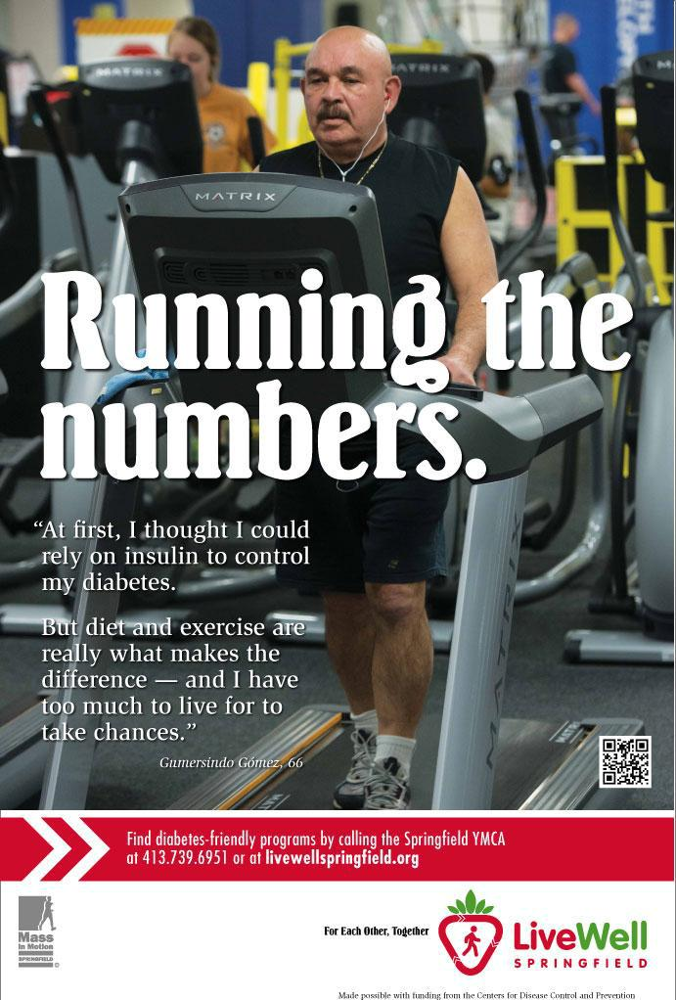 MATRIX
MATRIX
MATRIX
Running the
numbers.
“At first, I thought I could
rely on insulin to control
my diabetes.
But diet and exercise are
really what makes the
difference — and I have
too much to live for to
take chances.”
Gumersindo Gómez, 66
MATRIX
Find diabetes-friendly programs by calling the Springfield YMCA
at 413.739.6951 or at livewellspringfield.org
Mass
in Motion
SPRINGFIELD
For Each Other, Together
LiveWell
SPRINGFIELD
Made possible with funding from the Centers for Disease Control and Prevention